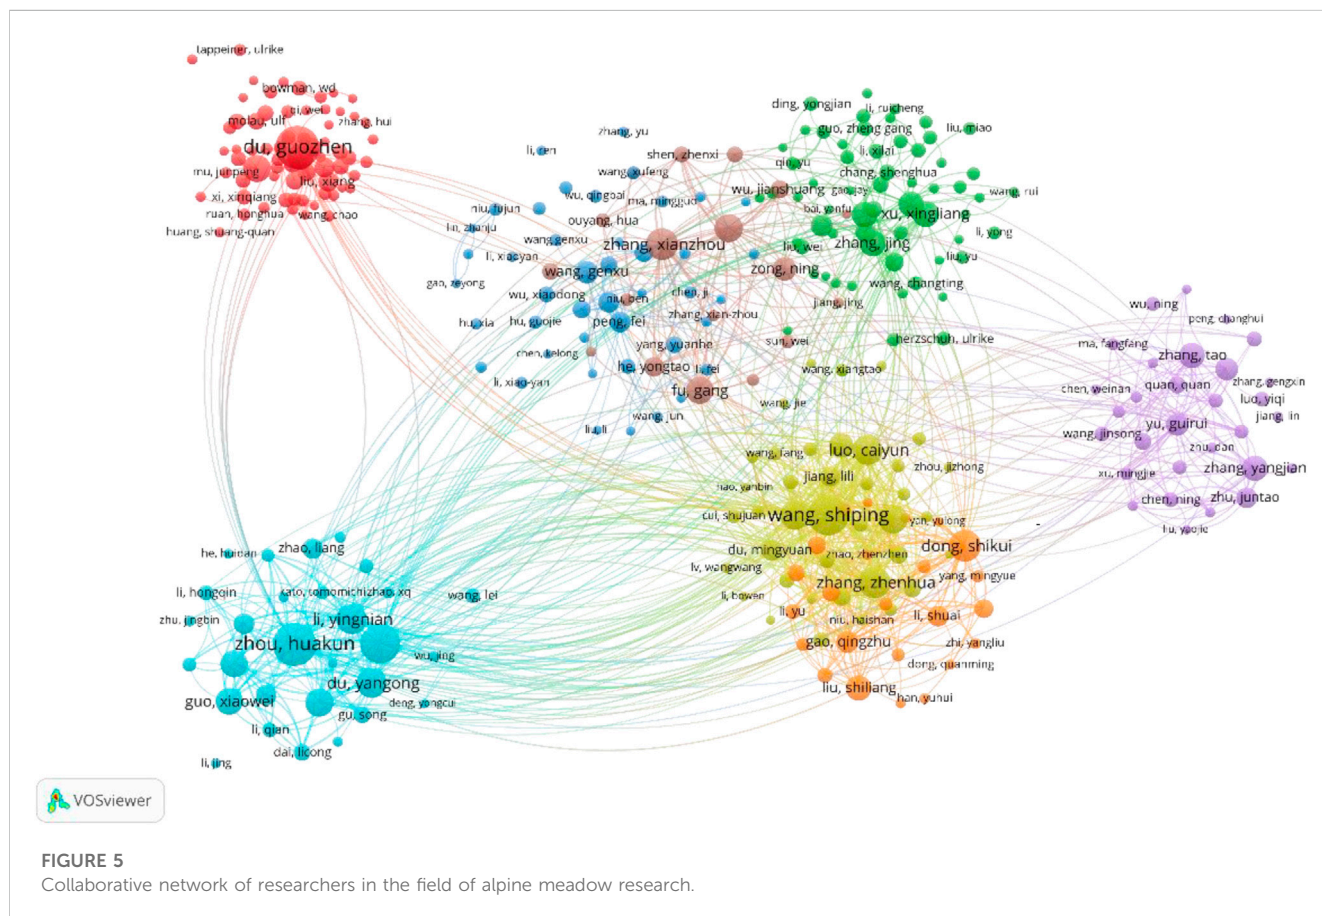 tappeiner, ulrike
bowman, wd
qi, wei
molau, ulf
zhang, hui
du, guozhen
mu, junpeng
liu, xiang
xi, xinqiang
ruan, honghua
wang, chao
huang, shuang-quan
zhang, yu
li, ren
shen, zhenxi
wang, xufeng
wu, qingbai
ma, mingguo
wu, jianshuang
niu, fujun
ouyang, hua
lin, zhanju
wang genxu
zhang, xianzhou
li, xiaoyan
wang, genxu
zong, ning
gao, zeyong
wu, xiaodong
niu, ben
chen, ji
jiang, jing
hu, xia
hu, guojie
peng, fei
zhang, xian-zhou
chen, kelong
yang, yuanhe
sun, wei
he, yongtao
li, fei
li, xiao-yan
fu, gang
wang, jun
liu, li
ding, yongjian
li, ruicheng
guo, zheng gang
liu, miao
li, xilai
qin, yu
chang, shenghua
gao, jay
wang, rui
bai, yanfu
xu, xingliang
li, yong
liu, wei
zhang, jing
liu, yu
wang, changting
herzschuh, ulrike
wang, xiangtao
wang, jie
wu, ning
peng, changhui
ma, fangfang
zhang, tao
quan, quan
zhang, gengxin
chen, weinan
luo, yiqi
jiang, lin
yu, guirui
wang, jinsong
zhu, dan
xu, mingjie
zhang, yangjian
chen, ning
zhu, juntao
wang, fang
luo, caiyun
zhou, jizhong
jiang, lili
hao, yanbin
cui, shujuan
wang, shiping
yan, yulong
du, mingyuan
zhao, zhenzhen
dong, shikui
lv, wangwang
zhang, zhenhua
yang, mingyue
li, bowen
li, yu
niu, haishan
li, shuai
gao, qingzhu
zhi, yangliu
dong, quanming
liu, shiliang
han, yuhui
he, huidan
zhao, liang
li, hongqin
kato, tomomichi
zhao, xq
wang, lei
zhu, jingbin
li, yingnian
zhou, huakun
wu, jing
du, yangong
guo, xiaowei
deng, yongcui
gu, song
li, qian
dai, licong
li, jing
VOSviewer
FIGURE 5
Collaborative network of researchers in the field of alpine meadow research.